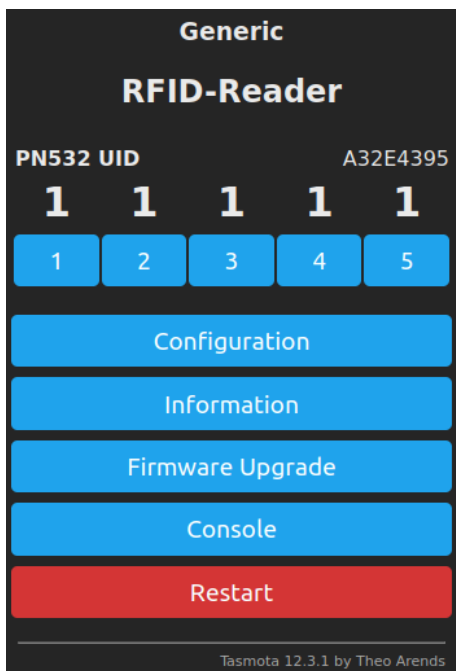 Generic
RFID-Reader
PN532 UID A32E4395
1 1 1 1 1
1 2 3 4 5
Configuration
Information
Firmware Upgrade
Console
Restart
Tasmota 12.3.1 by Theo Arends